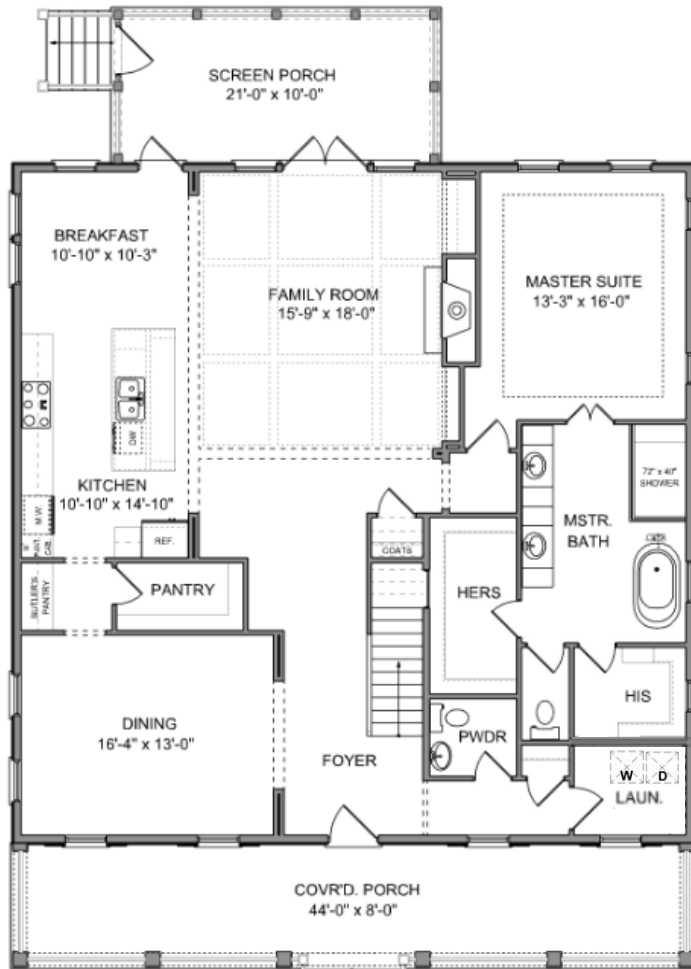 SCREEN PORCH
21'-0" x 10'-0"
BREAKFAST
10'-10" x 10'-3"
FAMILY ROOM
15'-9" x 18'-0"
MASTER SUITE
13'-3" x 16'-0"
DW
72" x 40"
SHOWER
KITCHEN
10'-10" x 14'-10"
M.W.
REF.
COATS
MSTR.
BATH
CAB.
BUTLER'S
PANTRY
PANTRY
HERS
HIS
DINING
16'-4" x 13'-0"
PWDR
FOYER
W
D
LAUN.
COVR'D. PORCH
44'-0" x 8'-0"